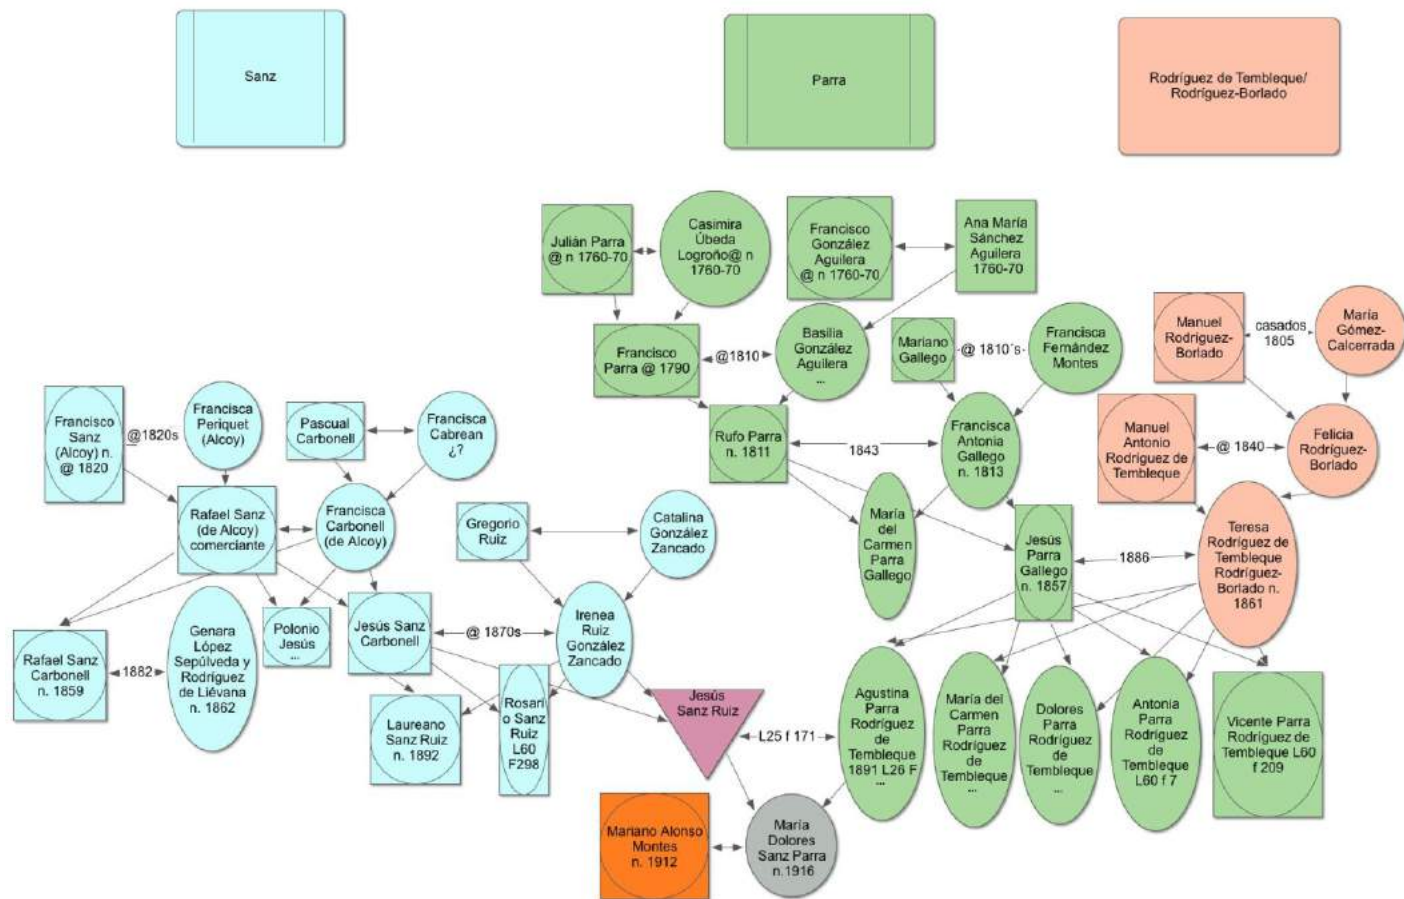 Sanz
Parra
Rodríguez de Tembleque/
Rodríguez-Borlado
Julián Parra
@ n 1760-70
Casimira
Úbeda
Logroño@ n
1760-70
Francisco
González
Aguilera
@ n 1760-70
Ana María
Sánchez
Aguilera
1760-70
Francisco
Parra @ 1790
@1810
Basilia
González
Aguilera
...
Mariano
Gallego
@ 1810´s
Francisca
Fernández
Montes
Manuel
Rodríguez-
Borlado
casados
1805
María
Gómez-
Calcerrada
Francisco
Sanz
(Alcoy) n.
@ 1820
@1820s
Francisca
Periquet
(Alcoy)
Pascual
Carbonell
Francisca
Cabrean
¿?
Rufo Parra
n. 1811
1843
Francisca
Antonia
Gallego
n. 1813
Manuel
Antonio
Rodríguez de
Tembleque
@ 1840
Felicia
Rodríguez-
Borlado
Rafael Sanz
(de Alcoy)
comerciante
Francisca
Carbonell
(de Alcoy)
Gregorio
Ruiz
Catalina
González
Zancado
María
del
Carmen
Parra
Gallego
Jesús
Parra
Gallego
n. 1857
1886
Teresa
Rodríguez de
Tembleque
Rodríguez-
Borlado n.
1861
Rafael Sanz
Carbonell
n. 1859
1882
Genara
López
Sepúlveda y
Rodríguez
de Liévana
n. 1862
Polonio
Jesús
...
Jesús Sanz
Carbonell
@ 1870s
Irenea
Ruiz
González
Zancado
Laureano
Sanz Ruiz
n. 1892
Rosari
o Sanz
Ruiz
L60
F298
Jesús
Sanz Ruiz
L25 f 171
Agustina
Parra
Rodríguez
de
Tembleque
1891 L26 F
...
María del
Carmen
Parra
Rodríguez
de
Tembleque
...
Dolores
Parra
Rodríguez
de
Tembleque
...
Antonia
Parra
Rodríguez
de
Tembleque
L60 f 7
Vicente Parra
Rodríguez de
Tembleque L60
f 209
Mariano Alonso
Montes
n. 1912
María
Dolores
Sanz Parra
n.1916